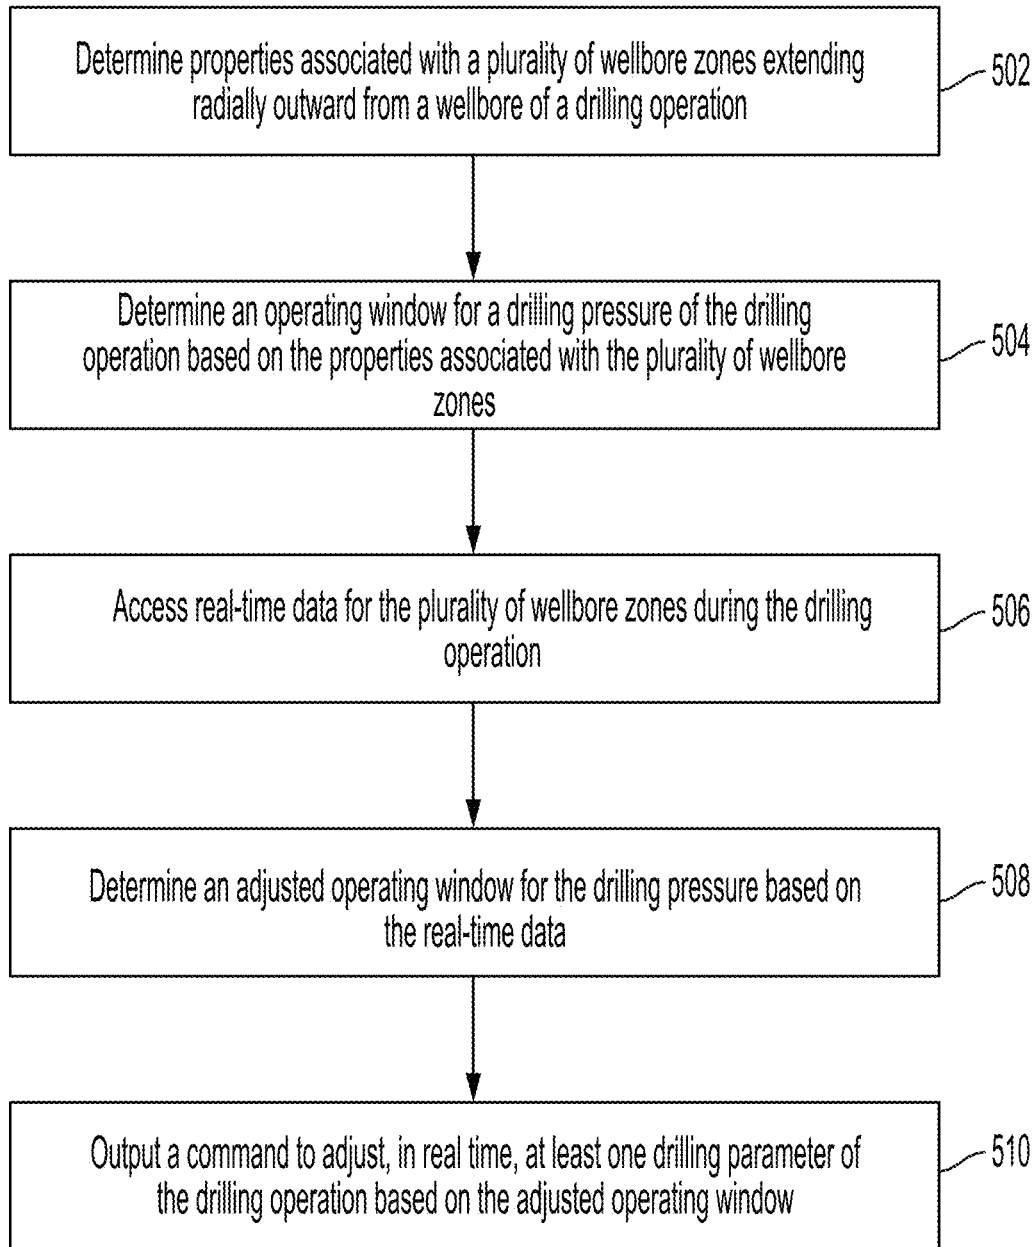 Determine properties associated with a plurality of wellbore zones extending
radially outward from a wellbore of a drilling operation
502
Determine an operating window for a drilling pressure of the drilling
operation based on the properties associated with the plurality of wellbore
zones
504
Access real-time data for the plurality of wellbore zones during the drilling
operation
506
Determine an adjusted operating window for the drilling pressure based on
the real-time data
508
Output a command to adjust, in real time, at least one drilling parameter of
the drilling operation based on the adjusted operating window
510